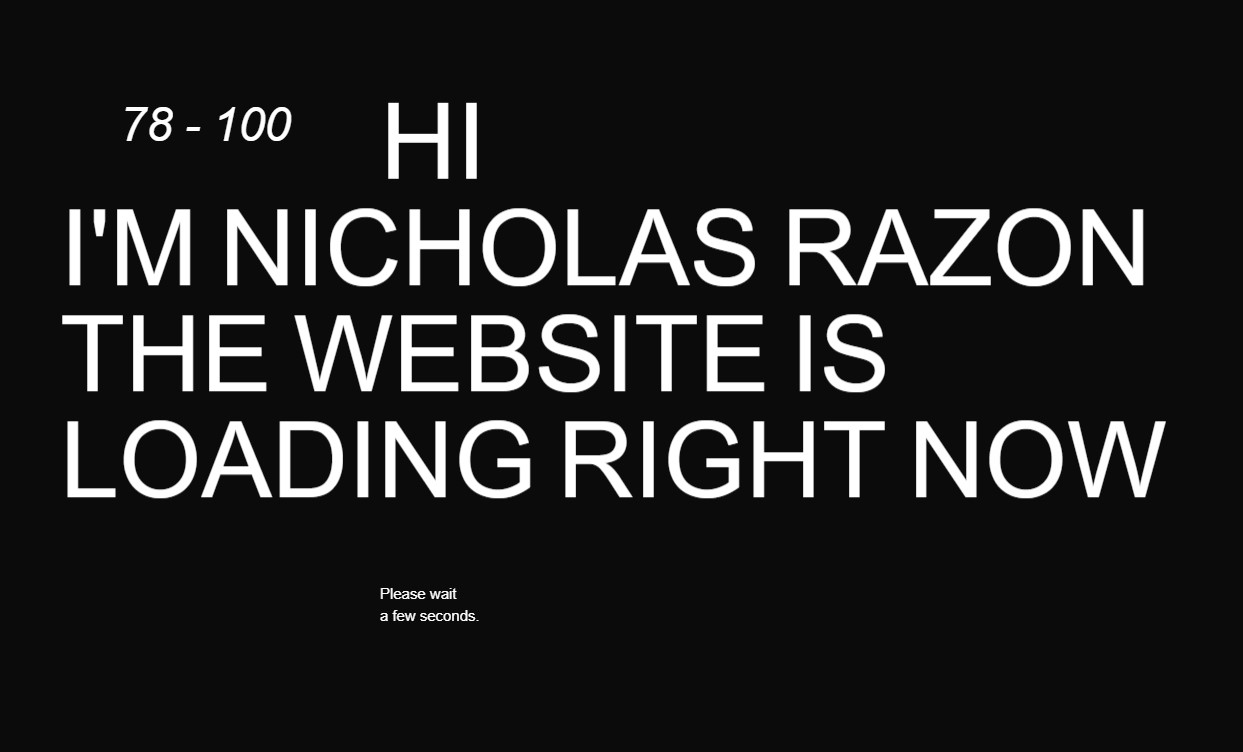 78 - 100
HI
I'M NICHOLAS RAZON
THE WEBSITE IS
LOADING RIGHT NOW
Please wait
a few seconds.